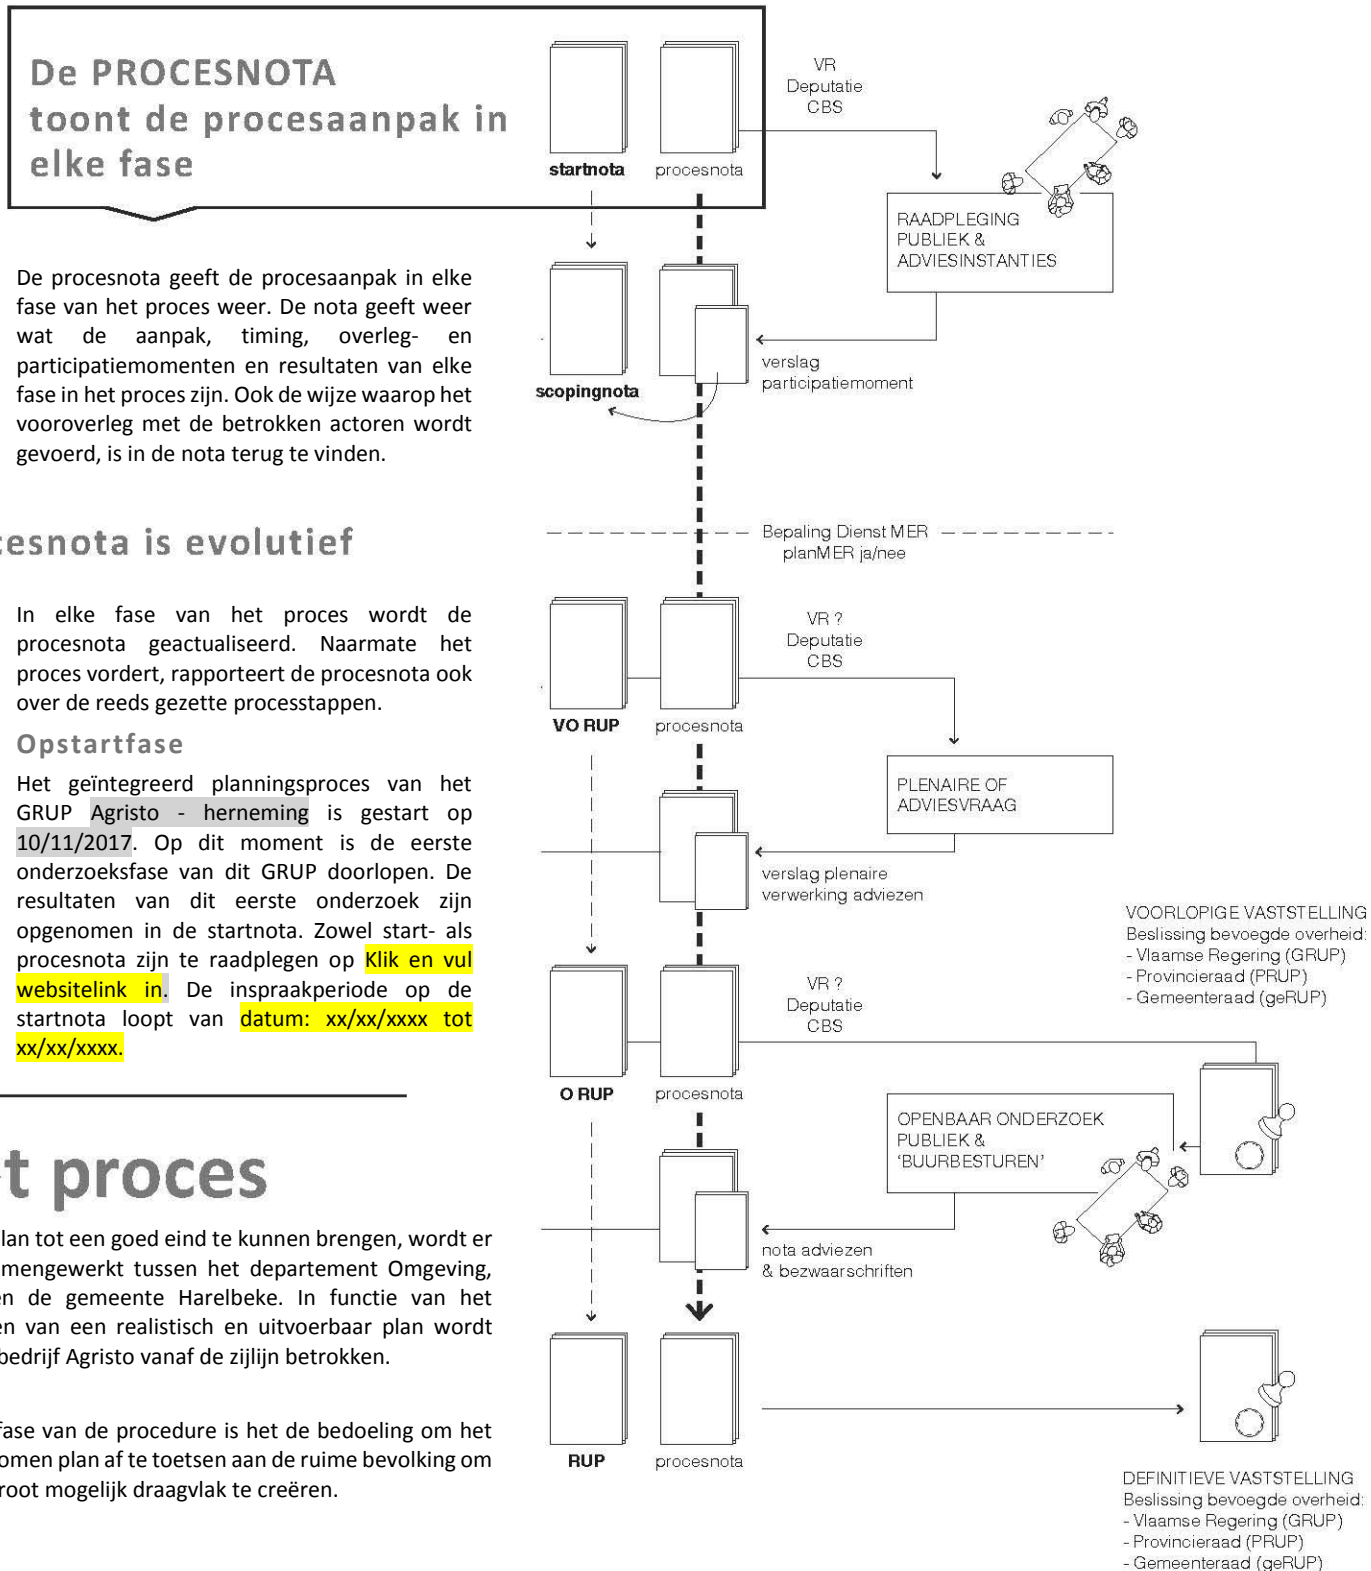 De PROCESNOTA
toont de procesaanpak in
elke fase
De procesnota geeft de procesaanpak in elke
fase van het proces weer. De nota geeft weer
wat de aanpak, timing, overleg- en
participatiemomenten en resultaten van elke
fase in het proces zijn. Ook de wijze waarop het
vooroverleg met de betrokken actoren wordt
gevoerd, is in de nota terug te vinden.
cesnota is evolutief
In elke fase van het proces wordt de
procesnota geactualiseerd. Naarmate het
proces vordert, rapporteert de procesnota ook
over de reeds gezette processtappen.
Opstartfase
Het geïntegreerd planningsproces van het
GRUP Agristo - herneming is gestart op
10/11/2017. Op dit moment is de eerste
onderzoeksfase van dit GRUP doorlopen. De
resultaten van dit eerste onderzoek zijn
opgenomen in de startnota. Zowel start- als
procesnota zijn te raadplegen op Klik en vul
websitelink in. De inspraakperiode op de
startnota loopt van datum: xx/xx/xxxx tot
xx/xx/xxxx.
t proces
lan tot een goed eind te kunnen brengen, wordt er
mengewerkt tussen het departement Omgeving,
en de gemeente Harelbeke. In functie van het
en van een realistisch en uitvoerbaar plan wordt
bedrijf Agristo vanaf de zijlijn betrokken.
fase van de procedure is het de bedoeling om het
omen plan af te toetsen aan de ruime bevolking om
root mogelijk draagvlak te creëren.
startnota
procesnota
VR
Deputatie
CBS
RAADPLEGING
PUBLIEK &
ADVIESINSTANTIES
verslag
participatiemoment
scopingnota
Bepaling Dienst MER
planMER ja/nee
VR ?
Deputatie
CBS
VO RUP
procesnota
PLENAIRE OF
ADVIESVRAAG
verslag plenaire
verwerking adviezen
VOORLOPIGE VASTSTELLING
Beslissing bevoegde overheid:
- Vlaamse Regering (GRUP)
- Provincieraad (PRUP)
- Gemeenteraad (geRUP)
VR ?
Deputatie
CBS
O RUP
procesnota
OPENBAAR ONDERZOEK
PUBLIEK &
'BUURBESTUREN'
nota adviezen
& bezwaarschriften
RUP
procesnota
DEFINITIEVE VASTSTELLING
Beslissing bevoegde overheid:
- Vlaamse Regering (GRUP)
- Provincieraad (PRUP)
- Gemeenteraad (geRUP)